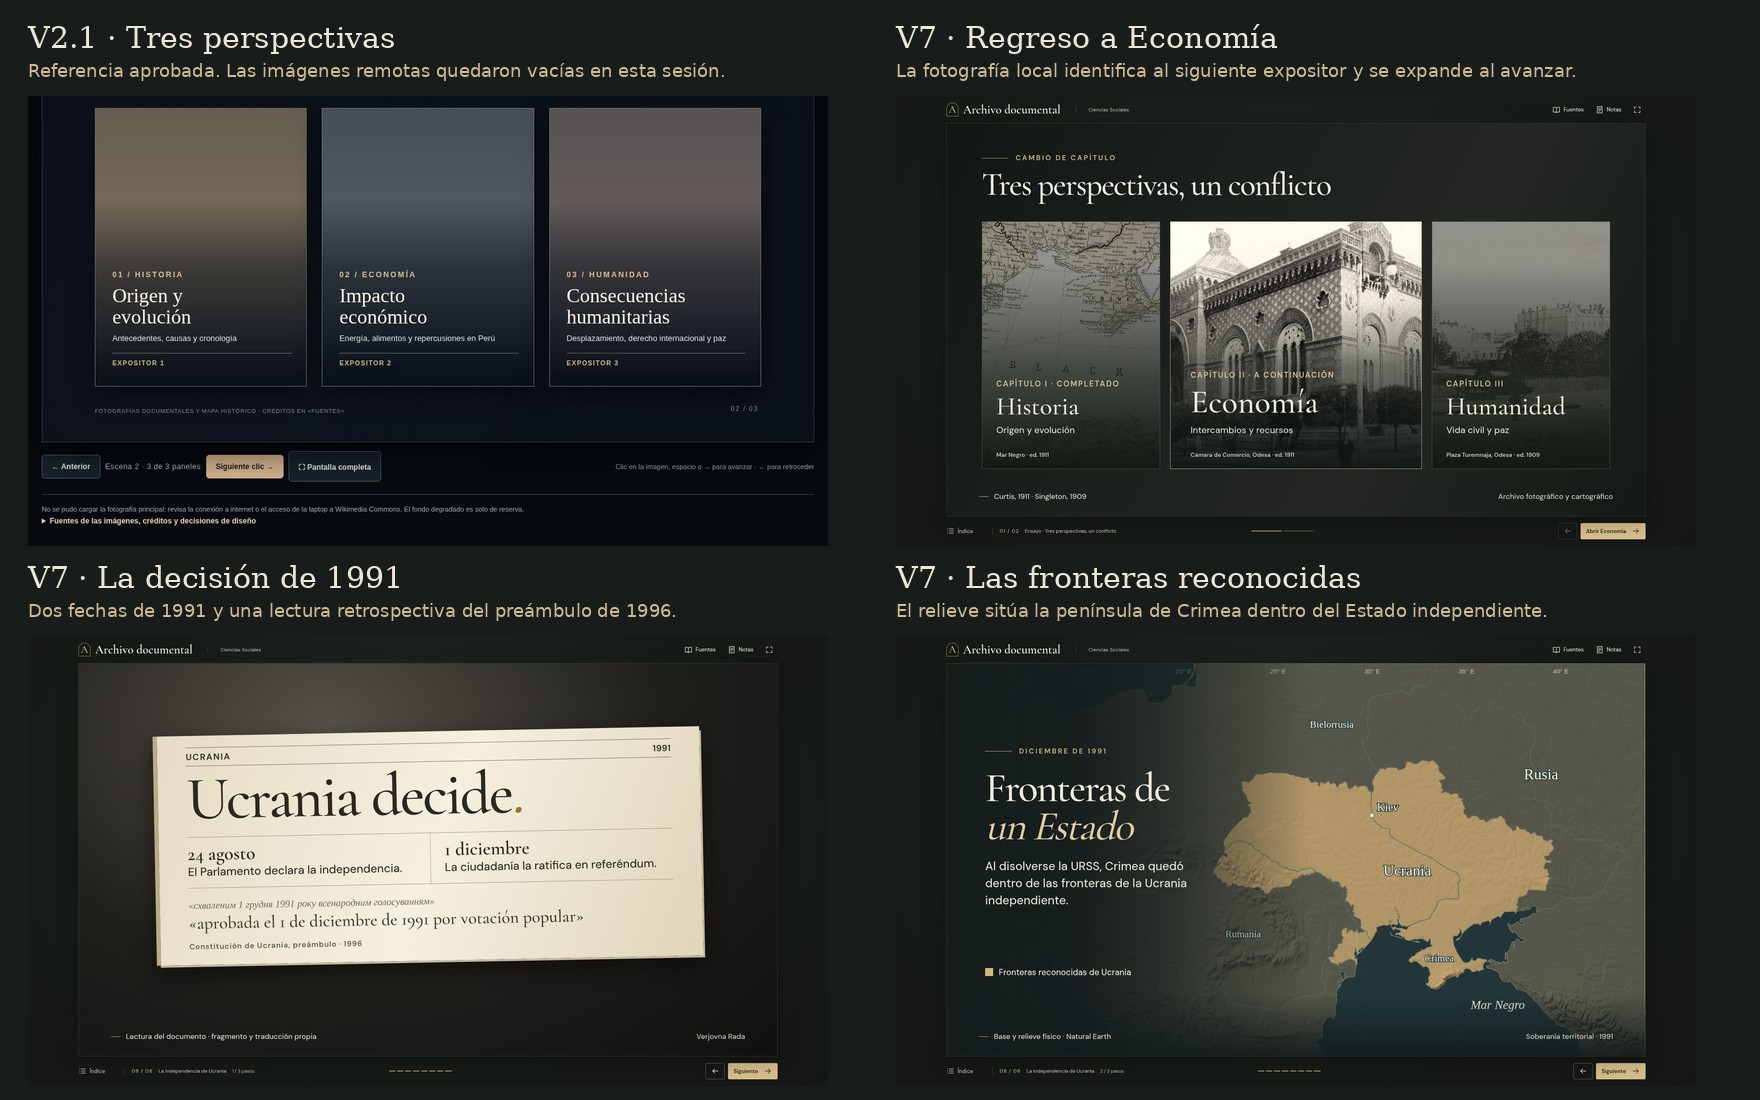 V2.1 · Tres perspectivas
Referencia aprobada. Las imágenes remotas quedaron vacías en esta sesión.
01 / HISTORIA
Origen y
evolución
Antecedentes, causas y cronología
EXPOSITOR 1
02 / ECONOMÍA
Impacto
económico
Energía, alimentos y repercusiones en Perú
EXPOSITOR 2
03 / HUMANIDAD
Consecuencias
humanitarias
Desplazamiento, derecho internacional y paz
EXPOSITOR 3
FOTOGRAFÍAS DOCUMENTALES Y MAPA HISTÓRICO · CRÉDITOS EN «FUENTES»
02 / 03
← Anterior
Escena 2 · 3 de 3 paneles
Siguiente clic →
Pantalla completa
Clic en la imagen, espacio o → para avanzar · ← para retroceder
No se pudo cargar la fotografía principal: revisa la conexión a internet o el acceso de la laptop a Wikimedia Commons. El fondo degradado es solo de reserva.
▸ Fuentes de las imágenes, créditos y decisiones de diseño
V7 · Regreso a Economía
La fotografía local identifica al siguiente expositor y se expande al avanzar.
A Archivo documental
Ciencias Sociales
Fuentes
Notas
CAMBIO DE CAPÍTULO
Tres perspectivas, un conflicto
BLACK
CAPÍTULO I · COMPLETADO
Historia
Origen y evolución
Mar Negro · ed. 1911
CAPÍTULO II · A CONTINUACIÓN
Economía
Intercambios y recursos
Cámara de Comercio, Odesa · ed. 1911
CAPÍTULO III
Humanidad
Vida civil y paz
Plaza Turemnaja, Odesa · ed. 1909
Curtis, 1911 · Singleton, 1909
Archivo fotográfico y cartográfico
Índice
01 / 02 Ensayo · Tres perspectivas, un conflicto
Abrir Economía →
V7 · La decisión de 1991
Dos fechas de 1991 y una lectura retrospectiva del preámbulo de 1996.
A Archivo documental
Ciencias Sociales
Fuentes
Notas
UCRANIA
1991
Ucrania decide.
24 agosto
El Parlamento declara la independencia.
1 diciembre
La ciudadanía la ratifica en referéndum.
«схваленим 1 грудня 1991 року всенародним голосуванням»
«aprobada el 1 de diciembre de 1991 por votación popular»
Constitución de Ucrania, preámbulo · 1996
Lectura del documento · fragmento y traducción propia
Verjovna Rada
Índice
08 / 08 La independencia de Ucrania 1 / 3 pasos
←
Siguiente →
V7 · Las fronteras reconocidas
El relieve sitúa la península de Crimea dentro del Estado independiente.
A Archivo documental
Ciencias Sociales
Fuentes
Notas
20° E
25° E
30° E
35° E
40° E
DICIEMBRE DE 1991
Fronteras de
un Estado
Al disolverse la URSS, Crimea quedó
dentro de las fronteras de la Ucrania
independiente.
Fronteras reconocidas de Ucrania
Bielorrusia
Rusia
Kiev
Ucrania
Rumanía
Crimea
Mar Negro
Base y relieve físico · Natural Earth
Soberanía territorial · 1991
Índice
08 / 08 La independencia de Ucrania 2 / 3 pasos
←
Siguiente →